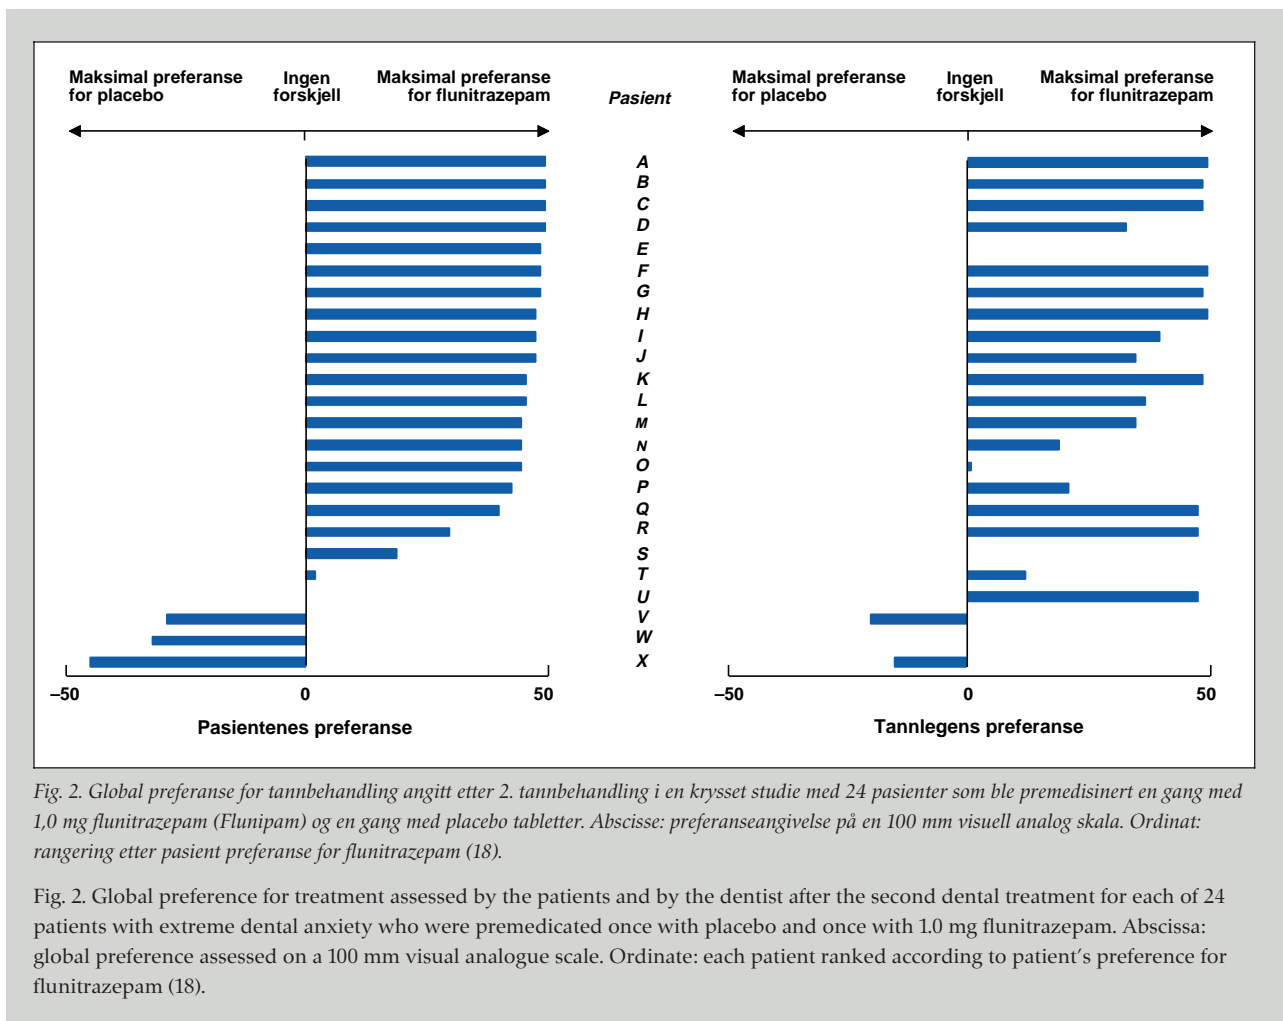 Maksimal preferanse
for placebo
Ingen
forskjell
Maksimal preferanse
for flunitrazepam
Pasient
Maksimal preferanse
for placebo
Ingen
forskjell
Maksimal preferanse
for flunitrazepam
A
B
C
D
E
F
G
H
I
J
K
L
M
N
O
P
Q
R
S
T
U
V
W
X
–50 0 50
Pasientenes preferanse
–50 0 50
Tannlegens preferanse
Fig. 2. Global preferanse for tannbehandling angitt etter 2. tannbehandling i en krysset studie med 24 pasienter som ble premedisinert en gang med
1,0 mg flunitrazepam (Flunipam) og en gang med placebo tabletter. Abscisse: preferanseangivelse på en 100 mm visuell analog skala. Ordinat:
rangering etter pasient preferanse for flunitrazepam (18).
Fig. 2. Global preference for treatment assessed by the patients and by the dentist after the second dental treatment for each of 24
patients with extreme dental anxiety who were premedicated once with placebo and once with 1.0 mg flunitrazepam. Abscissa:
global preference assessed on a 100 mm visual analogue scale. Ordinate: each patient ranked according to patient's preference for
flunitrazepam (18).